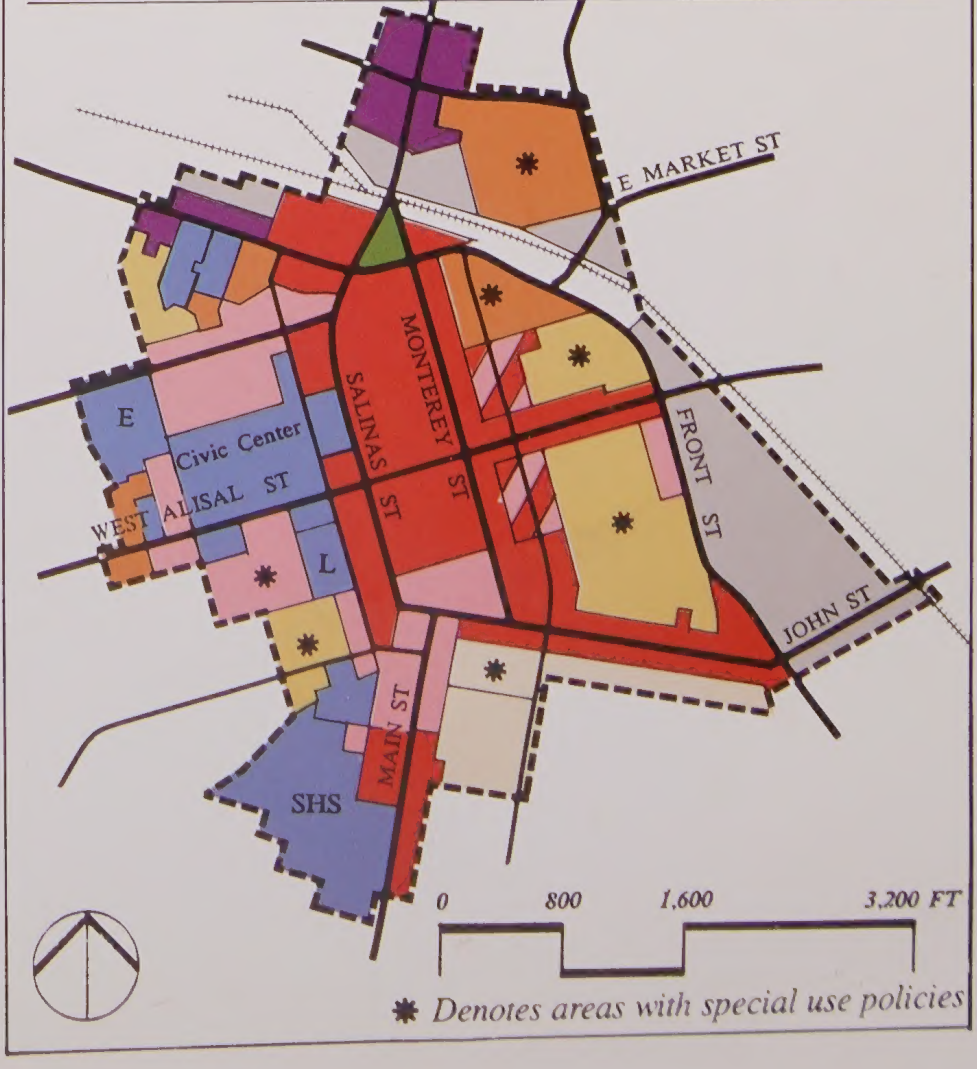 E MARKET ST
MONTEREY
ST
SALINAS
ST
E
Civic Center
WEST ALISAL ST
FRONT
ST
L
JOHN ST
MAIN ST
SHS
0 800 1,600 3,200 FT
✷ Denotes areas with special use policies